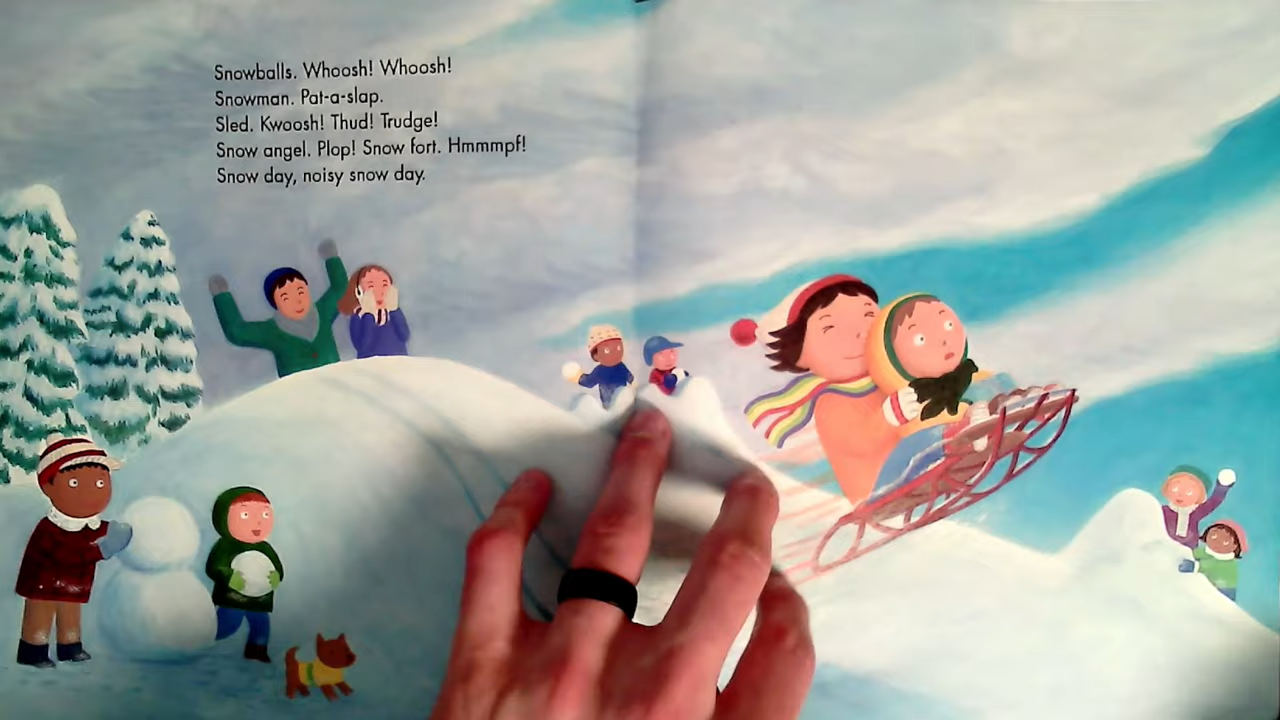 Snowballs. Whoosh! Whoosh!
Snowman. Pat-a-slap.
Sled. Kwoosh! Thud! Trudge!
Snow angel. Plop! Snow fort. Hmmmpf!
Snow day, noisy snow day.